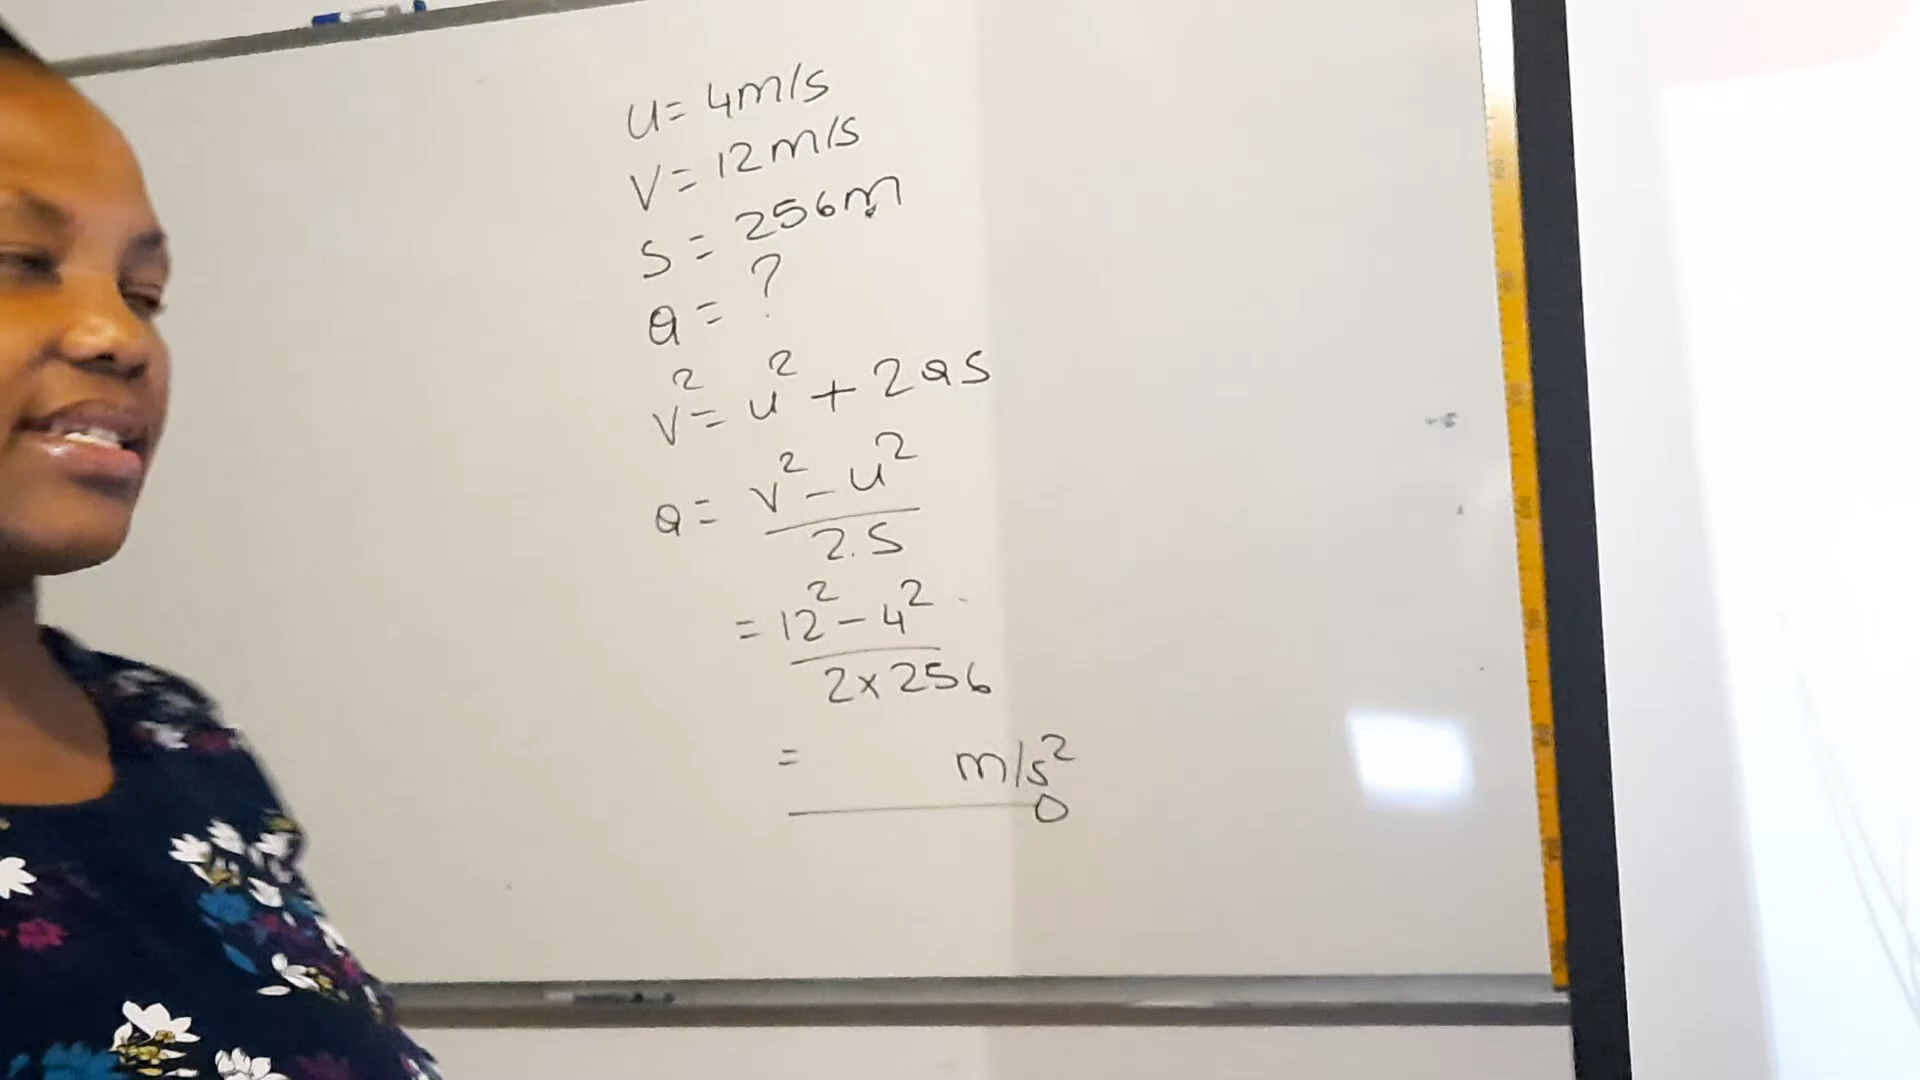 u = 4m/s
v = 12m/s
s = 256m
a = ?
v² = u² + 2as
a = v² - u²
2.s
= 12² - 4²
2 x 256
= m/s²